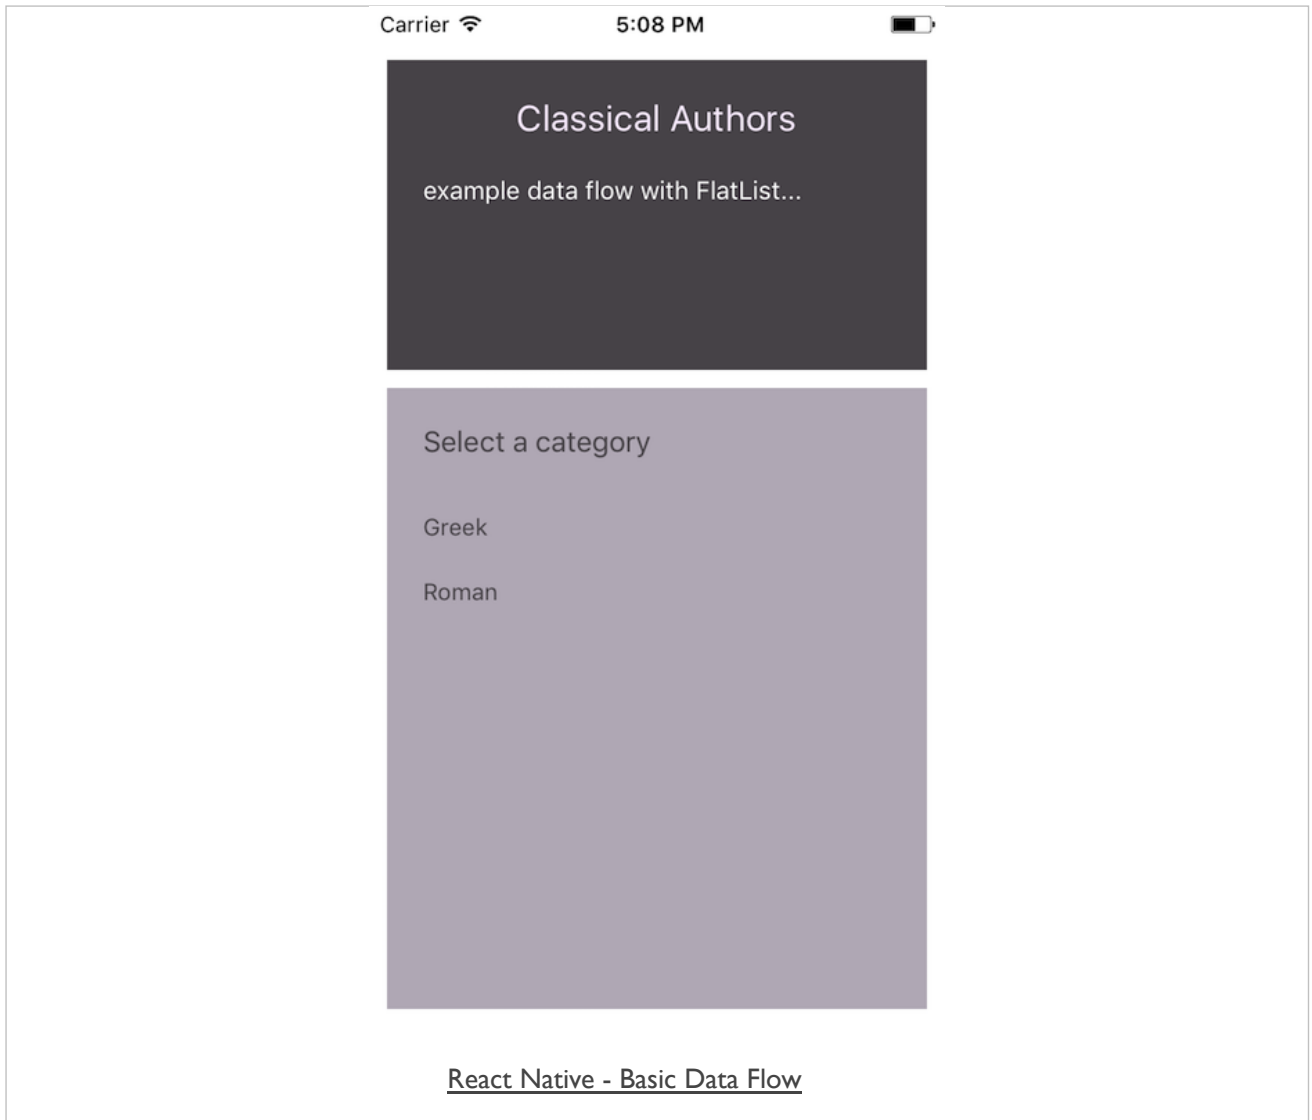 Carrier 5:08 PM
Classical Authors
example data flow with FlatList...
Select a category
Greek
Roman
React Native - Basic Data Flow